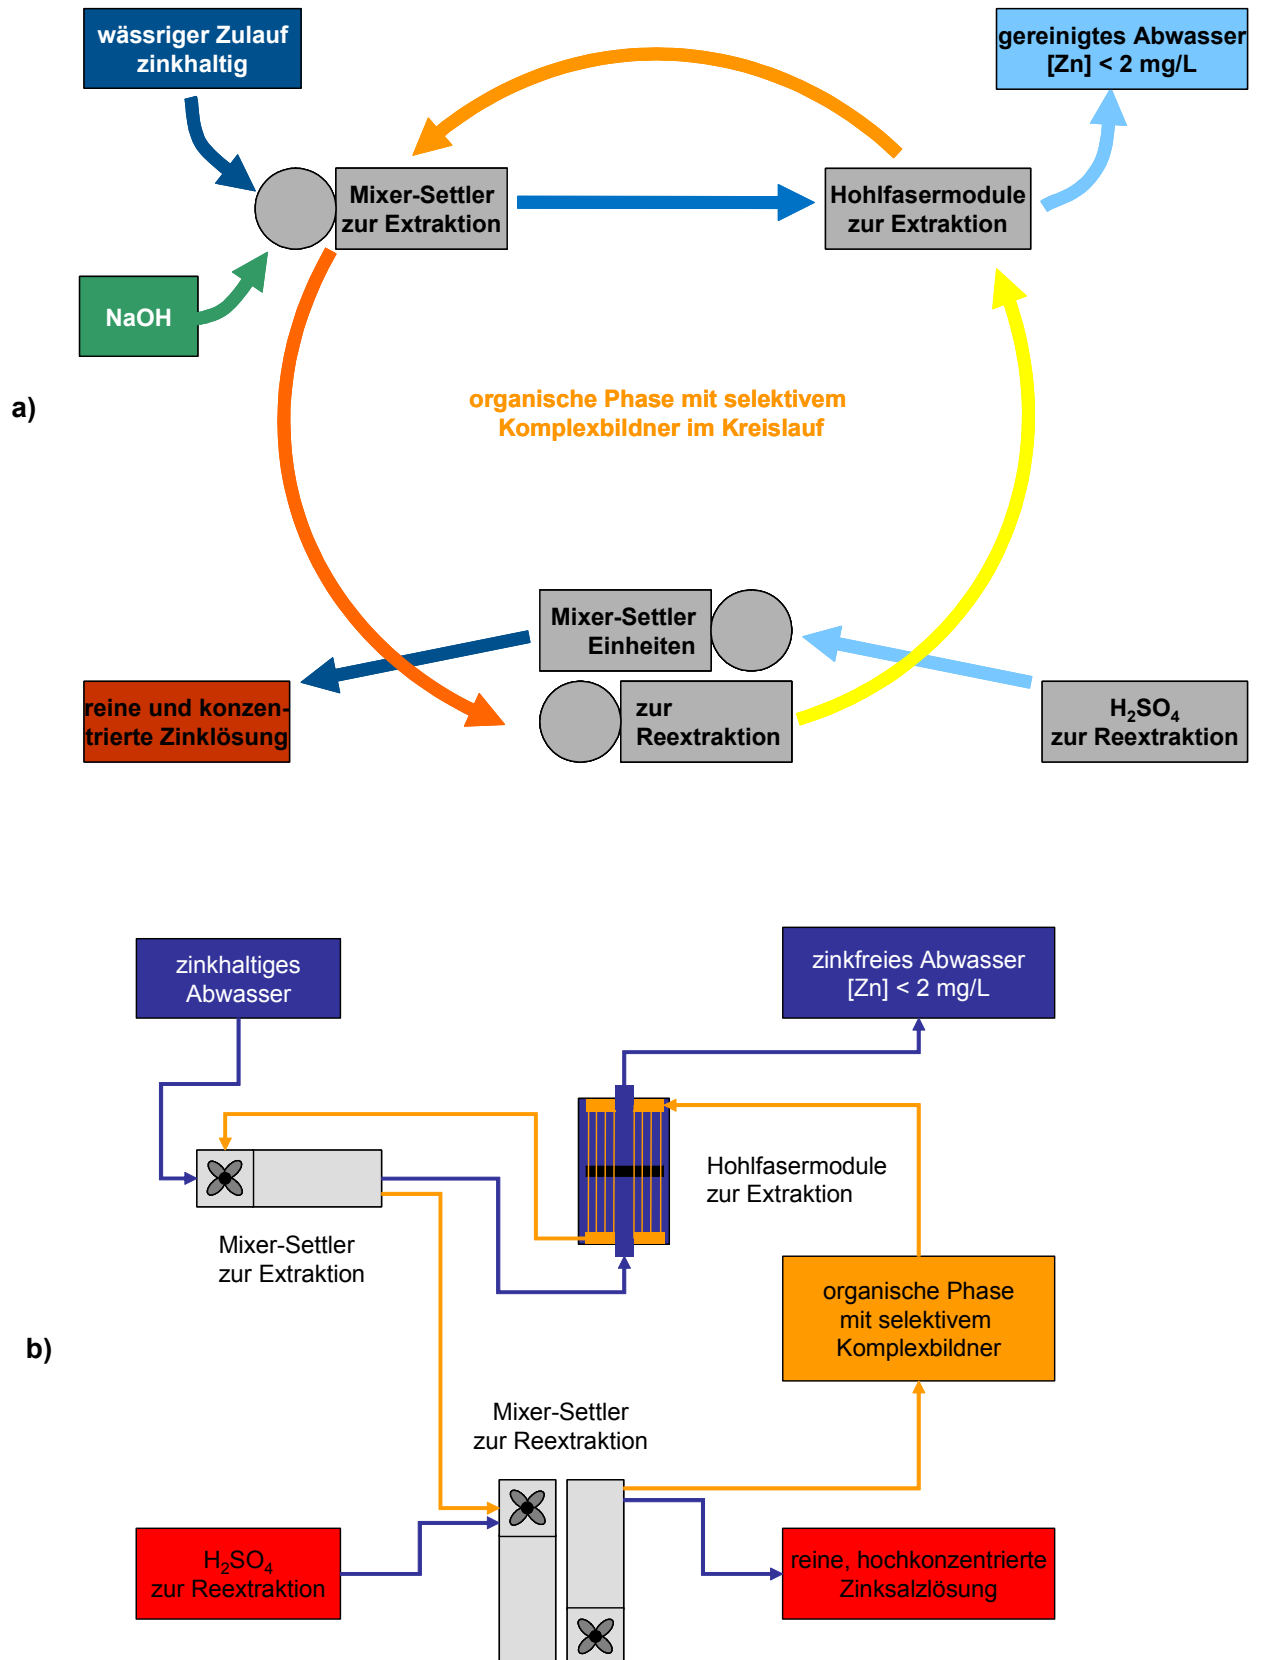 wässriger Zulauf
zinkhaltig
gereinigtes Abwasser
[Zn] < 2 mg/L
Mixer-Settler
zur Extraktion
Hohlfasermodule
zur Extraktion
NaOH
a)
organische Phase mit selektivem
Komplexbildner im Kreislauf
Mixer-Settler
Einheiten
zur
Reextraktion
reine und konzen-
trierte Zinklösung
H₂SO₄
zur Reextraktion
zinkhaltiges
Abwasser
zinkfreies Abwasser
[Zn] < 2 mg/L
Hohlfasermodule
zur Extraktion
Mixer-Settler
zur Extraktion
organische Phase
mit selektivem
Komplexbildner
b)
Mixer-Settler
zur Reextraktion
H₂SO₄
zur Reextraktion
reine, hochkonzentrierte
Zinksalzlösung